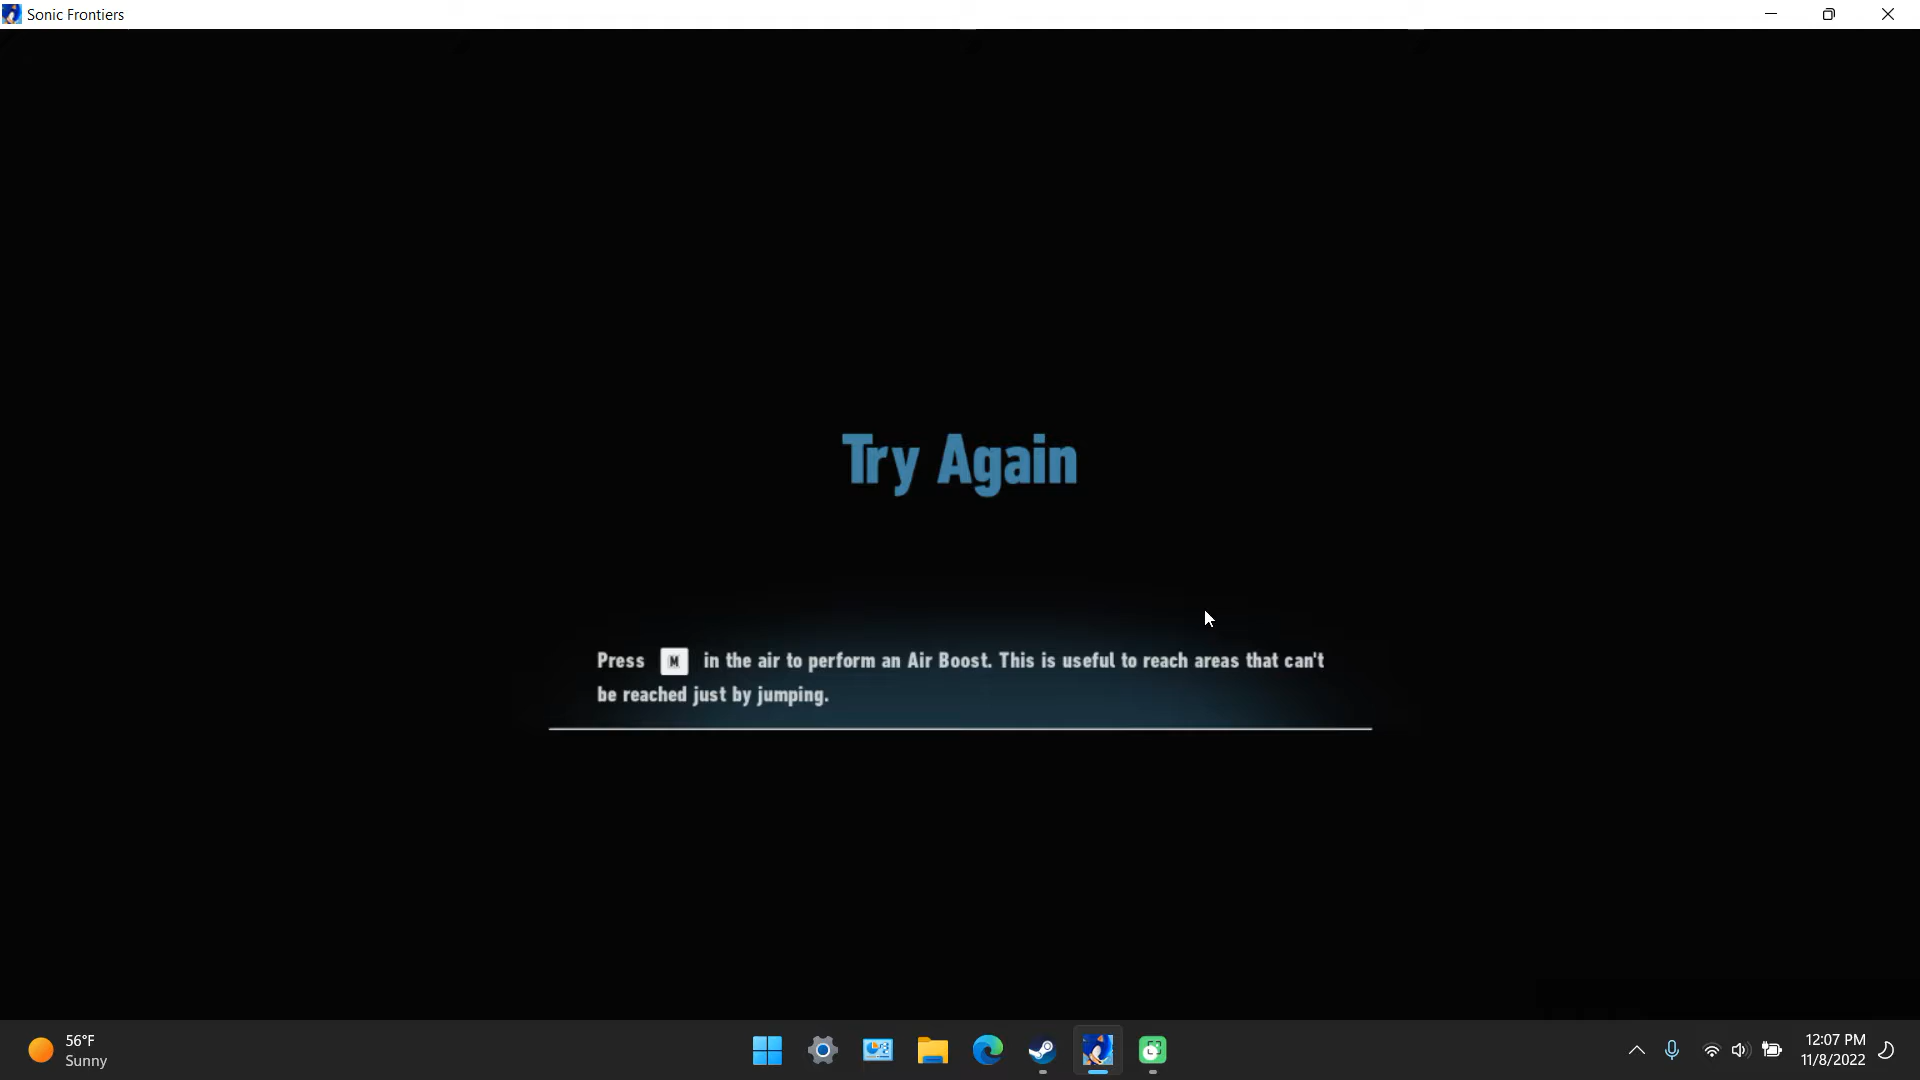 Sonic Frontiers
Try Again
Press M in the air to perform an Air Boost. This is useful to reach areas that can't
be reached just by jumping.
56°F
Sunny
12:07 PM
11/8/2022